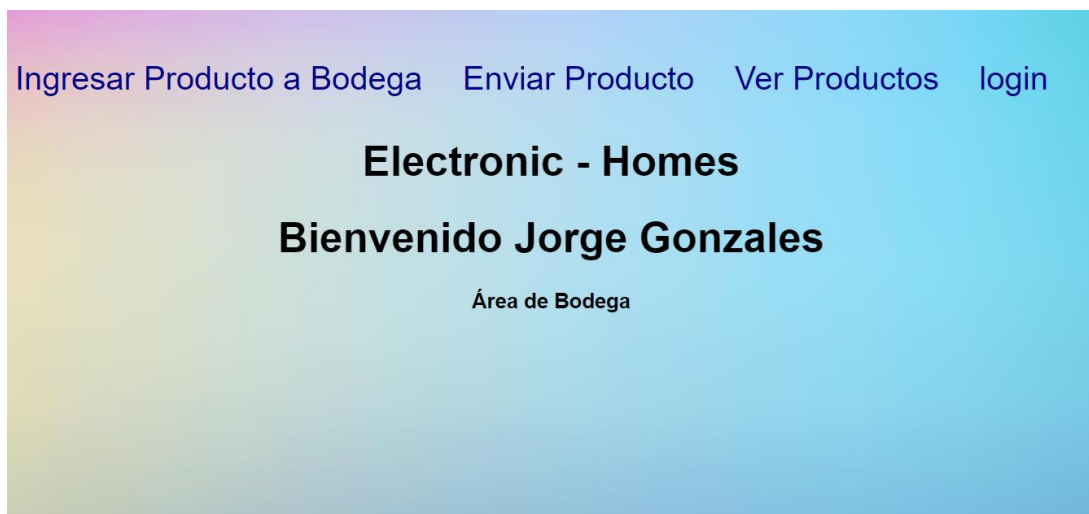 Ingresar Producto a Bodega Enviar Producto Ver Productos login
Electronic - Homes
Bienvenido Jorge Gonzales
Área de Bodega